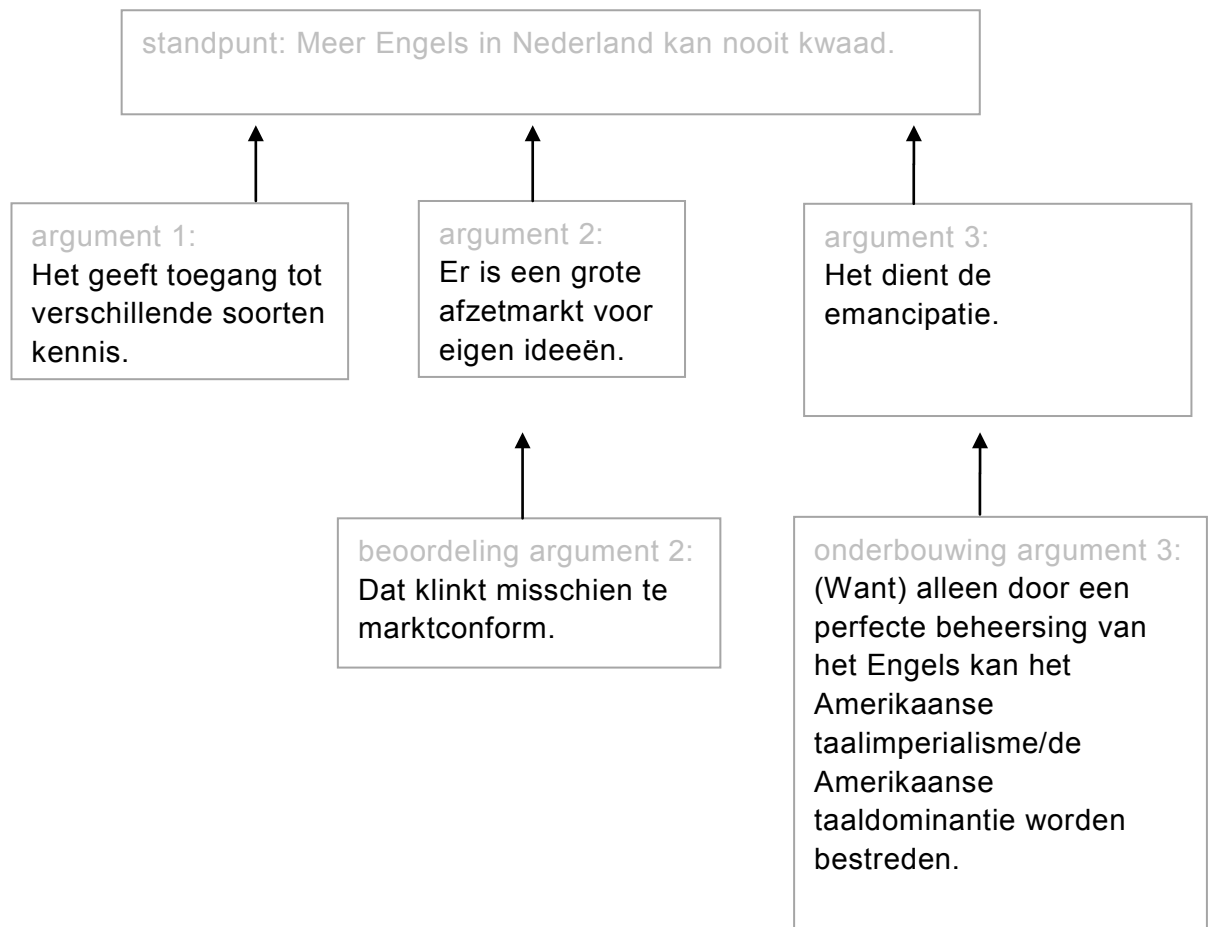 standpunt: Meer Engels in Nederland kan nooit kwaad.
argument 1:
Het geeft toegang tot
verschillende soorten
kennis.
argument 2:
Er is een grote
afzetmarkt voor
eigen ideeën.
argument 3:
Het dient de
emancipatie.
beoordeling argument 2:
Dat klinkt misschien te
marktconform.
onderbouwing argument 3:
(Want) alleen door een
perfecte beheersing van
het Engels kan het
Amerikaanse
taalimperialisme/de
Amerikaanse
taaldominantie worden
bestreden.